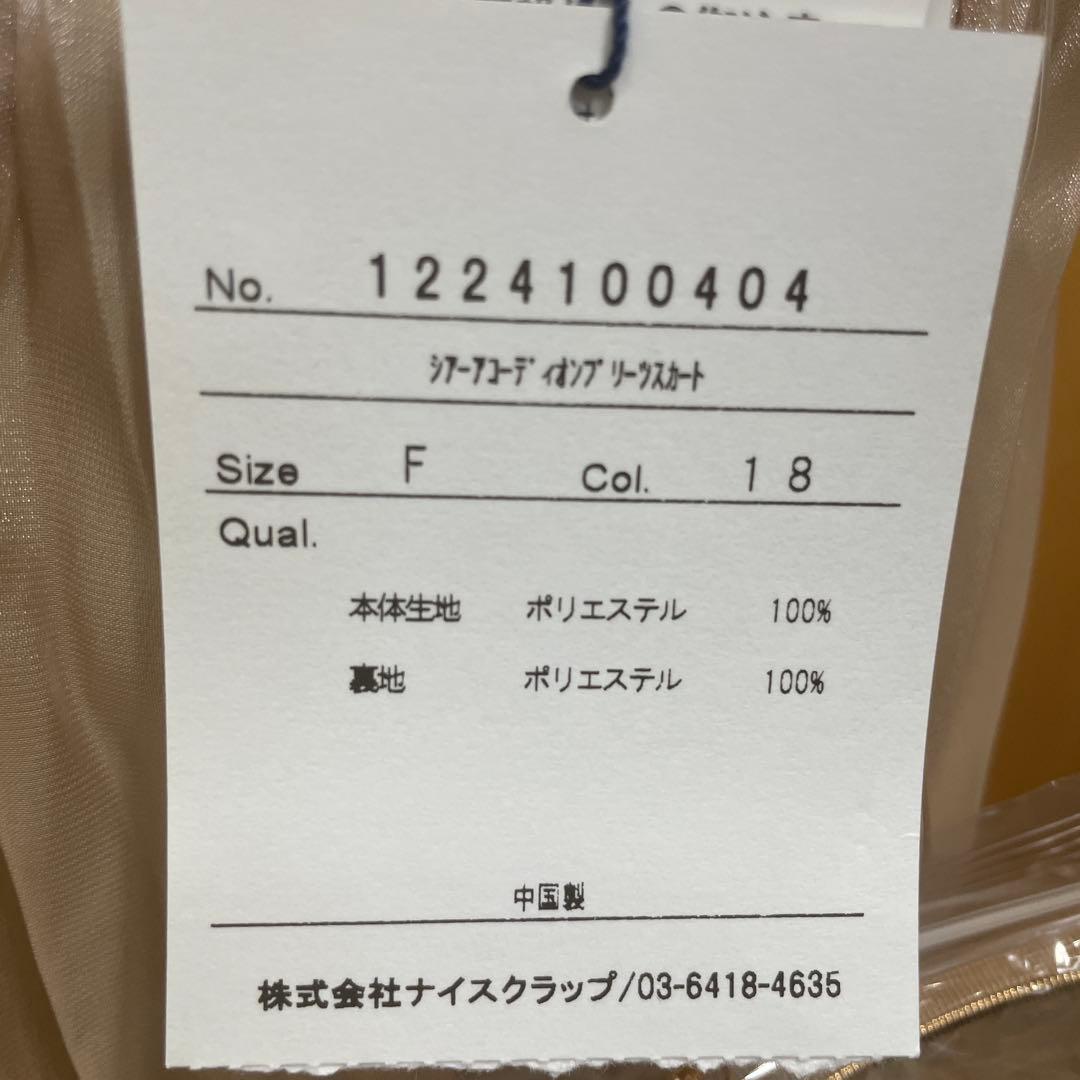 No. 1224100404
ｼｱｰｱｺｰﾃﾞｨｵﾝﾌﾟﾘｰﾂｽｶｰﾄ
Size F Col. 18
Qual.
本体生地 ポリエステル 100%
裏地 ポリエステル 100%
中国製
株式会社ナイスクラップ/03-6418-4635